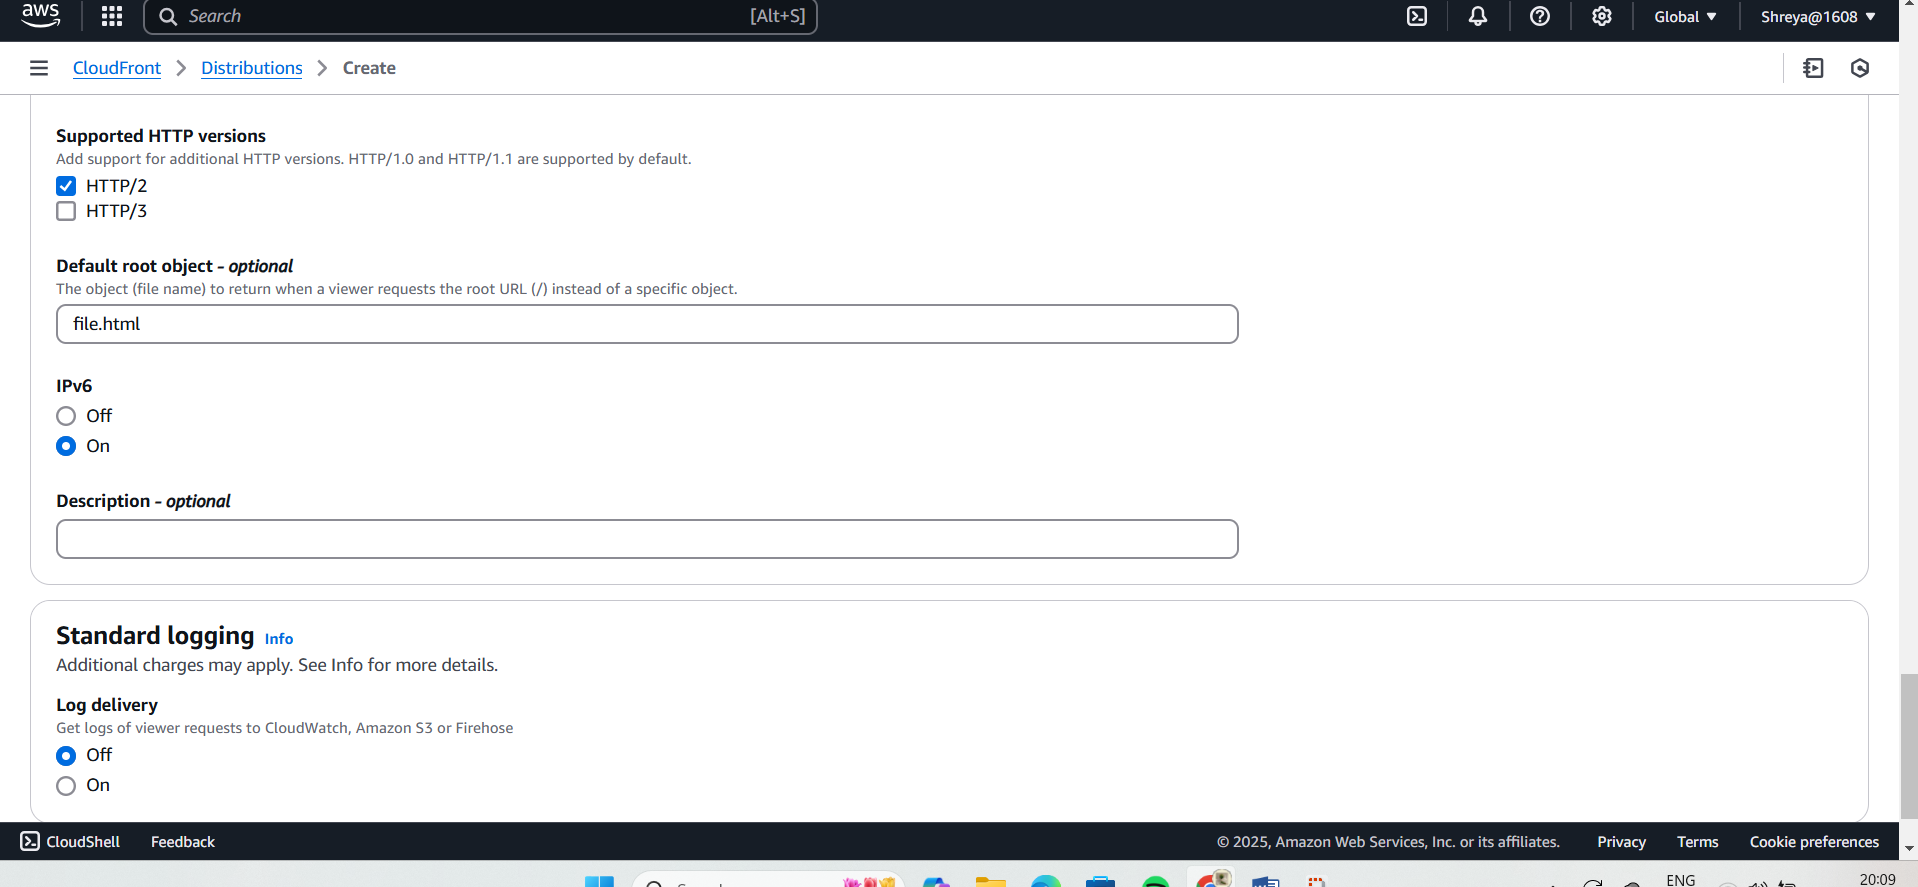 aws
Search [Alt+S]
Global ▼
Shreya@1608 ▼
CloudFront > Distributions > Create
Supported HTTP versions
Add support for additional HTTP versions. HTTP/1.0 and HTTP/1.1 are supported by default.
HTTP/2
HTTP/3
Default root object - optional
The object (file name) to return when a viewer requests the root URL (/) instead of a specific object.
file.html
IPv6
Off
On
Description - optional
Standard logging Info
Additional charges may apply. See Info for more details.
Log delivery
Get logs of viewer requests to CloudWatch, Amazon S3 or Firehose
Off
On
CloudShell Feedback © 2025, Amazon Web Services, Inc. or its affiliates. Privacy Terms Cookie preferences
ENG 20:09